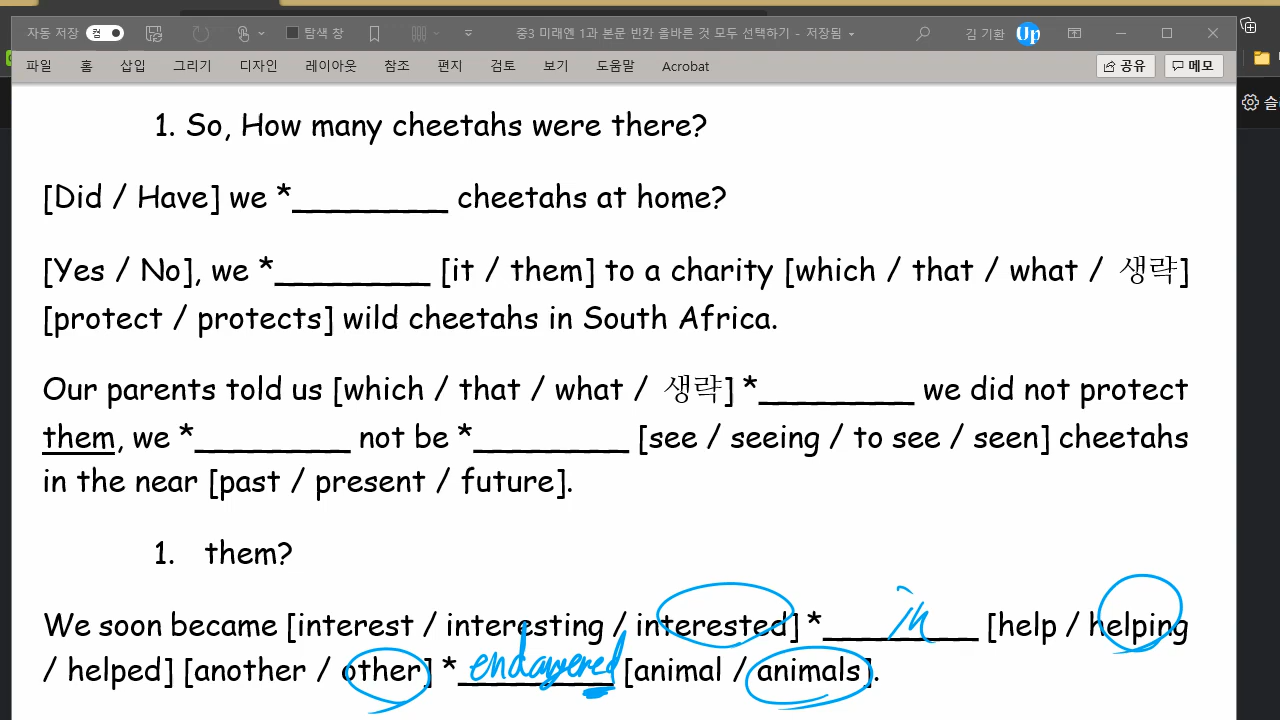 자동 저장 컴 탐색 창 중3 미래엔 1과 본문 빈칸 올바른 것 모두 선택하기 - 저장됨 김 기환 Up
파일 홈 삽입 그리기 디자인 레이아웃 참조 편지 검토 보기 도움말 Acrobat 공유 메모
슬
1. So, How many cheetahs were there?
[Did / Have] we *________ cheetahs at home?
[Yes / No], we *________ [it / them] to a charity [which / that / what / 생략]
[protect / protects] wild cheetahs in South Africa.
Our parents told us [which / that / what / 생략] *________ we did not protect
them, we *________ not be *________ [see / seeing / to see / seen] cheetahs
in the near [past / present / future].
1. them?
We soon became [interest / interesting / interested] * in [help / helping
/ helped] [another / other] * endangered [animal / animals].